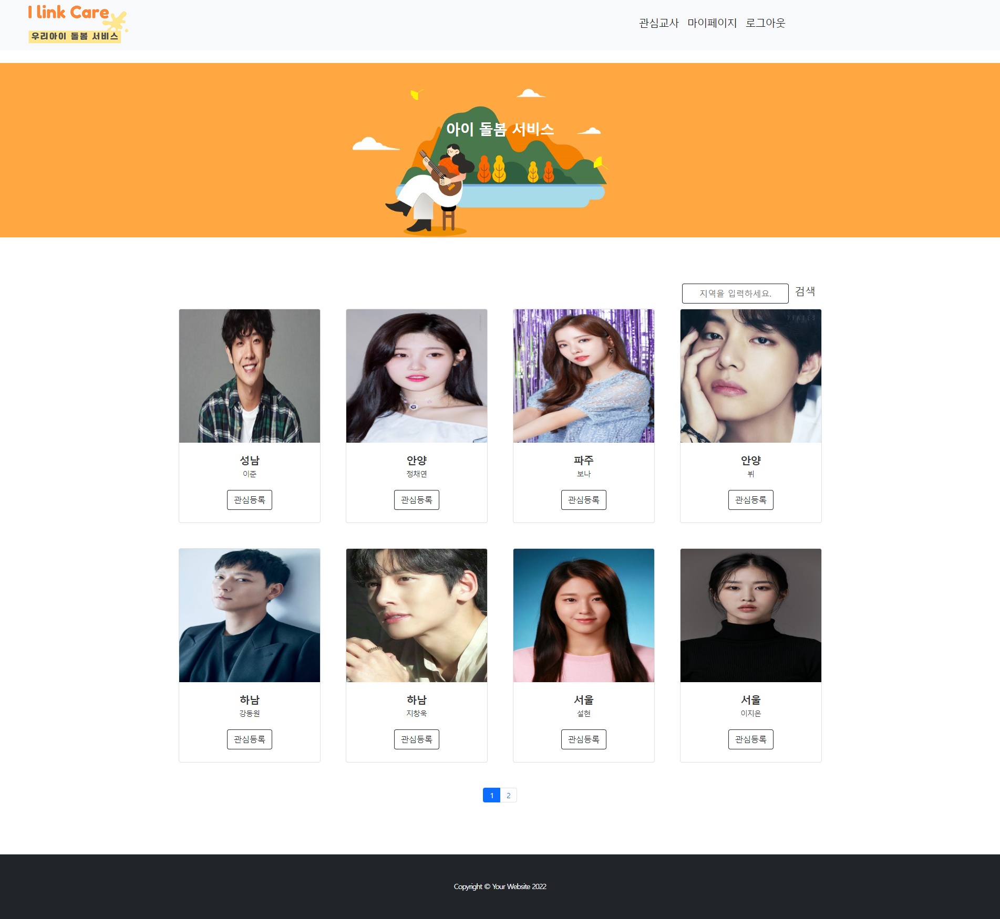 I link Care
우리아이 돌봄 서비스
관심교사 마이페이지 로그아웃
아이 돌봄 서비스
지역을 입력하세요. 검색
7FATES
성남
이준
관심등록
안양
정채연
관심등록
파주
보나
관심등록
안양
뷔
관심등록
하남
강동원
관심등록
하남
지창욱
관심등록
서울
설현
관심등록
서울
이지은
관심등록
1 2
Copyright © Your Website 2022